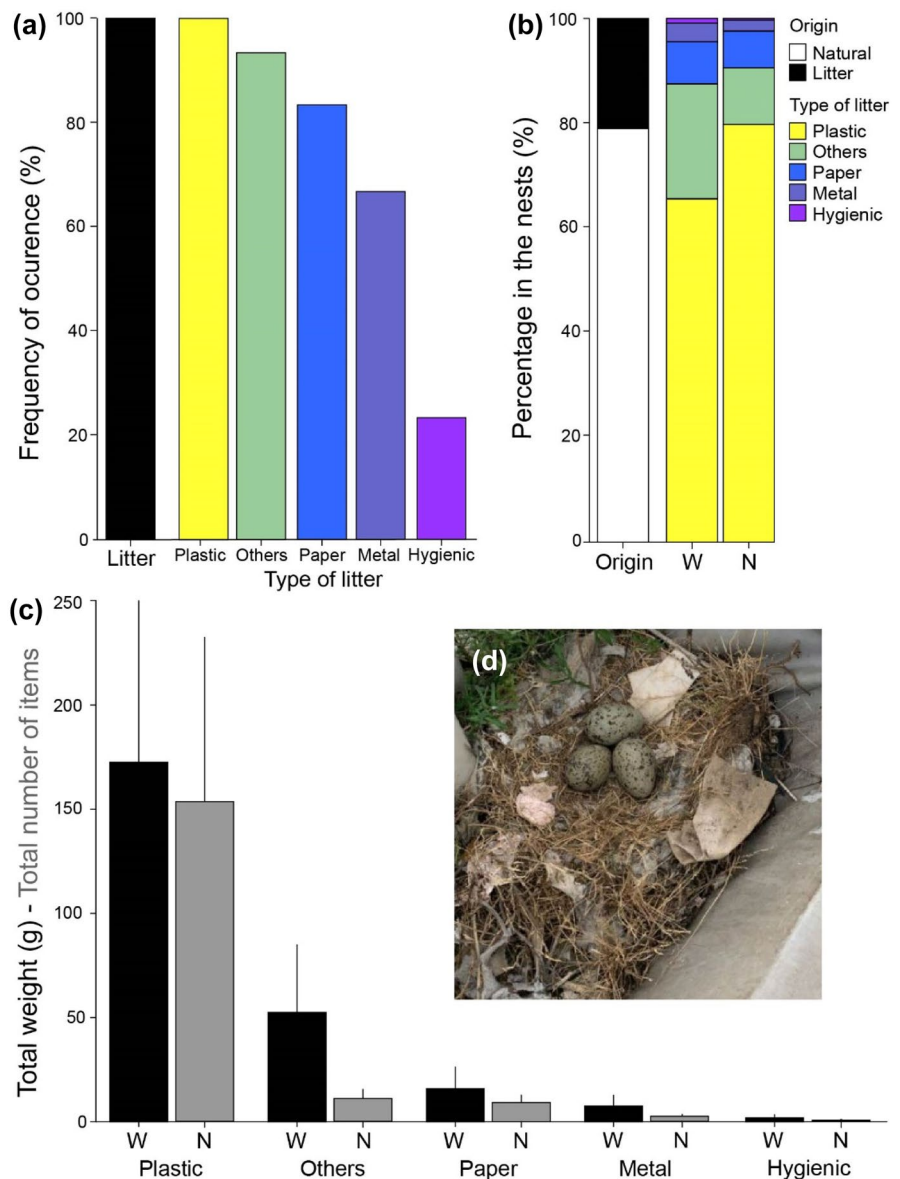 (a)
Frequency of ocurence (%)
100
80
60
40
20
0
Litter
Plastic
Others
Paper
Metal
Hygienic
Type of litter
(b)
Percentage in the nests (%)
100
80
60
40
20
0
Origin
W
N
Origin
Natural
Litter
Type of litter
Plastic
Others
Paper
Metal
Hygienic
(c)
Total weight (g) - Total number of items
250
200
150
100
50
0
W N W N W N W N W N
Plastic Others Paper Metal Hygienic
(d)